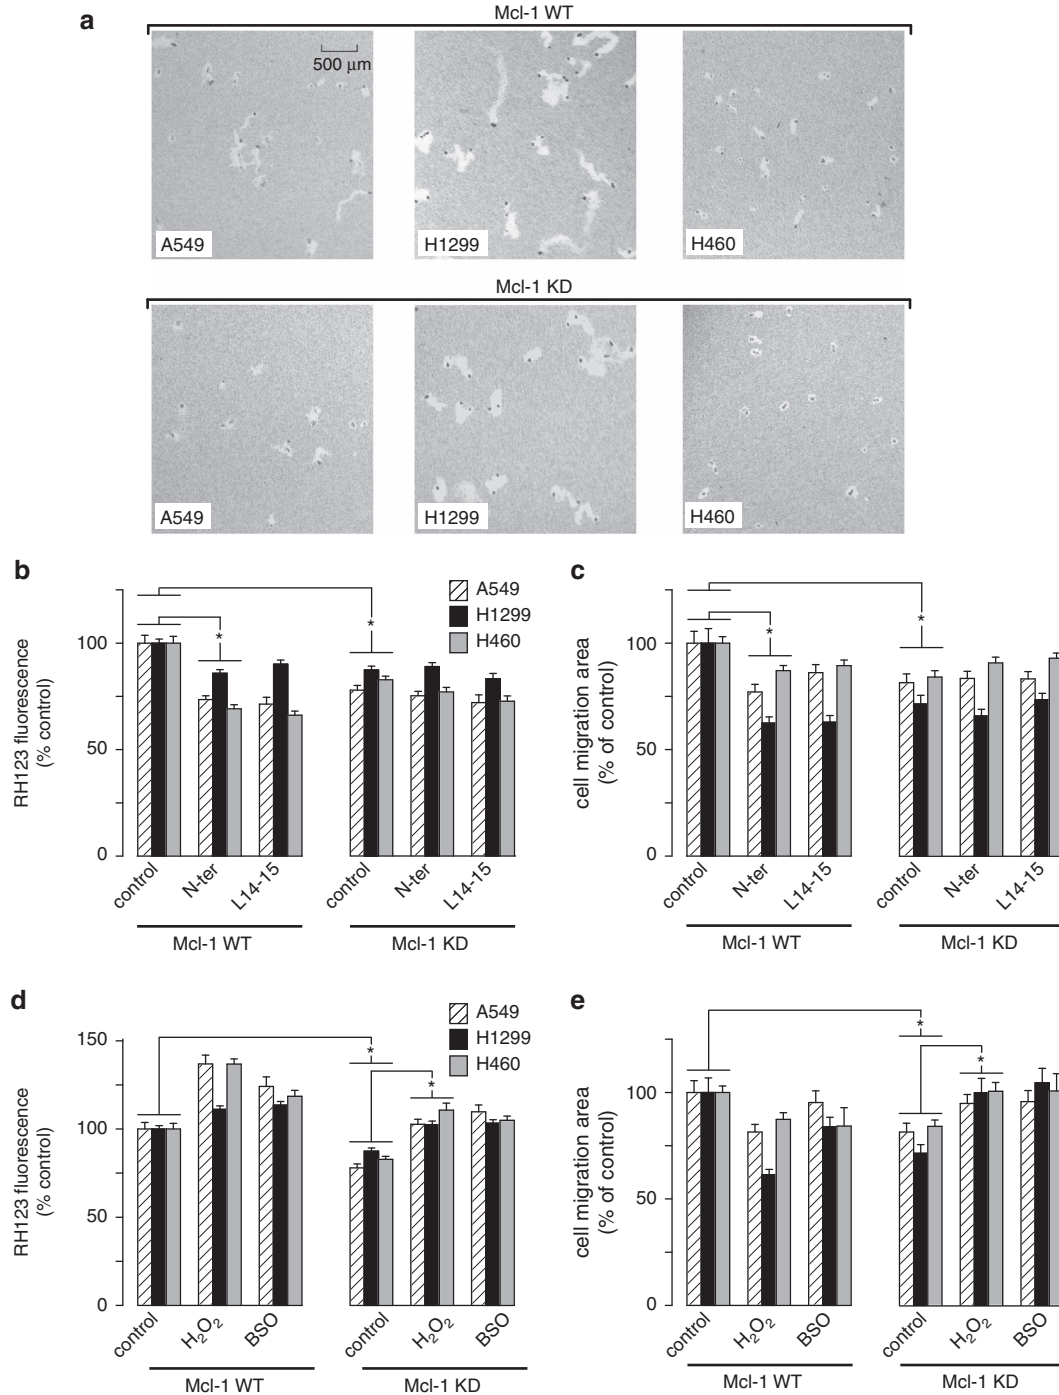 a
Mcl-1 WT
500 µm
A549
H1299
H460
Mcl-1 KD
A549
H1299
H460
b
RH123 fluorescence
(% control)
100
50
0
*
*
A549
H1299
H460
control
N-ter
L14-15
control
N-ter
L14-15
Mcl-1 WT
Mcl-1 KD
c
cell migration area
(% of control)
100
50
0
*
*
control
N-ter
L14-15
control
N-ter
L14-15
Mcl-1 WT
Mcl-1 KD
d
RH123 fluorescence
(% control)
150
100
50
0
*
*
A549
H1299
H460
control
H2O2
BSO
control
H2O2
BSO
Mcl-1 WT
Mcl-1 KD
e
cell migration area
(% of control)
100
50
0
*
*
control
H2O2
BSO
control
H2O2
BSO
Mcl-1 WT
Mcl-1 KD